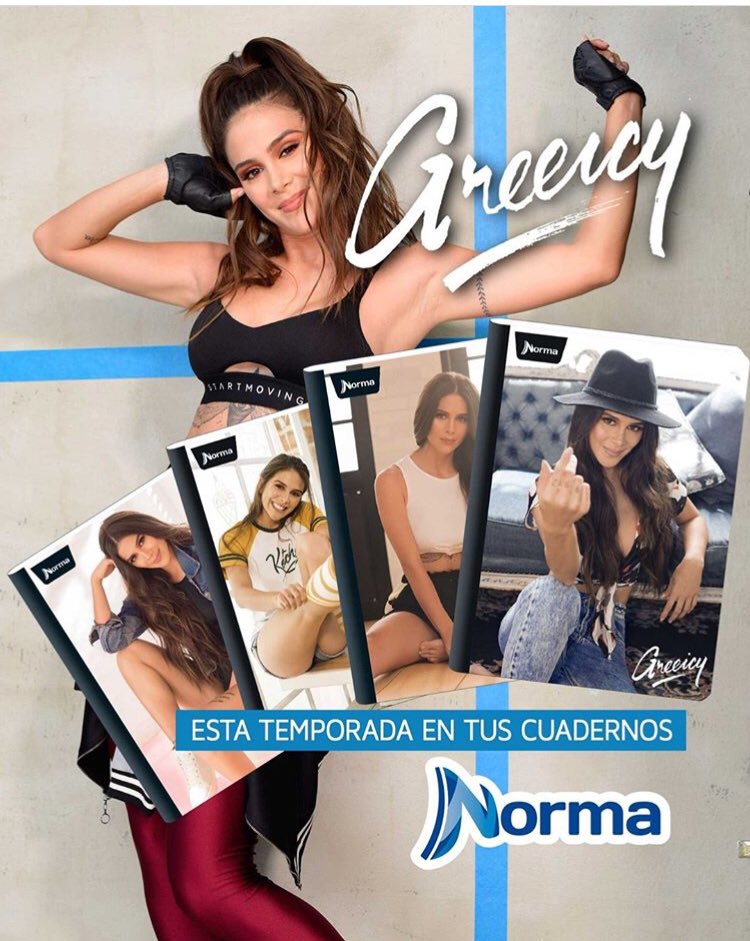 Greeicy
STARTMOVING
Norma
Norma
Norma
Norma
Greeicy
ESTA TEMPORADA EN TUS CUADERNOS
Norma